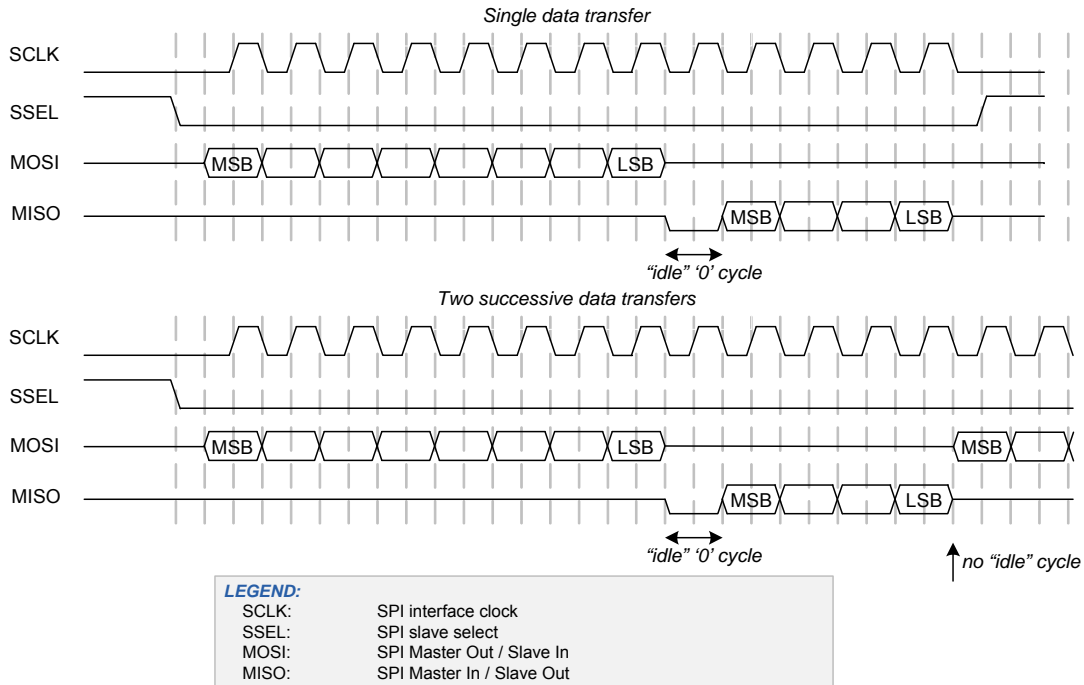 Single data transfer
SCLK
SSEL
MOSI
MSB LSB
MISO
MSB LSB
“idle” ‘0’ cycle
Two successive data transfers
SCLK
SSEL
MOSI
MSB LSB MSB
MISO
MSB LSB
“idle” ‘0’ cycle
no “idle” cycle
LEGEND:
SCLK: SPI interface clock
SSEL: SPI slave select
MOSI: SPI Master Out / Slave In
MISO: SPI Master In / Slave Out